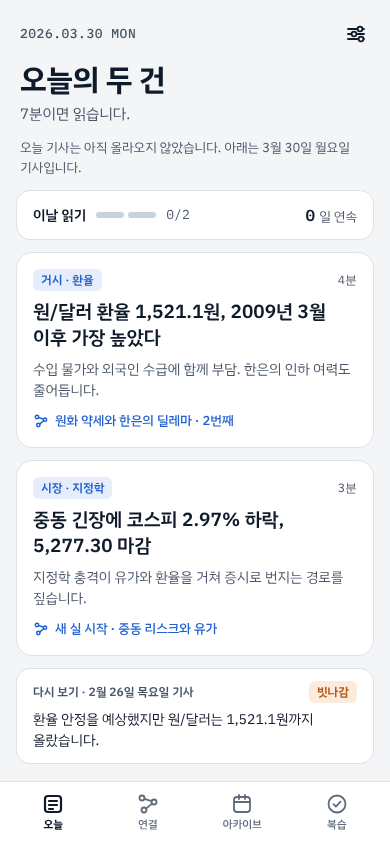 2026.03.30 MON
오늘의 두 건
7분이면 읽습니다.
오늘 기사는 아직 올라오지 않았습니다. 아래는 3월 30일 월요일
기사입니다.
이날 읽기 0/2 0 일 연속
거시 · 환율 4분
원/달러 환율 1,521.1원, 2009년 3월
이후 가장 높았다
수입 물가와 외국인 수급에 함께 부담. 한은의 인하 여력도
줄어듭니다.
원화 약세와 한은의 딜레마 · 2번째
시장 · 지정학 3분
중동 긴장에 코스피 2.97% 하락,
5,277.30 마감
지정학 충격이 유가와 환율을 거쳐 증시로 번지는 경로를
짚습니다.
새 실 시작 · 중동 리스크와 유가
다시 보기 · 2월 26일 목요일 기사 빗나감
환율 안정을 예상했지만 원/달러는 1,521.1원까지
올랐습니다.
오늘 연결 아카이브 복습